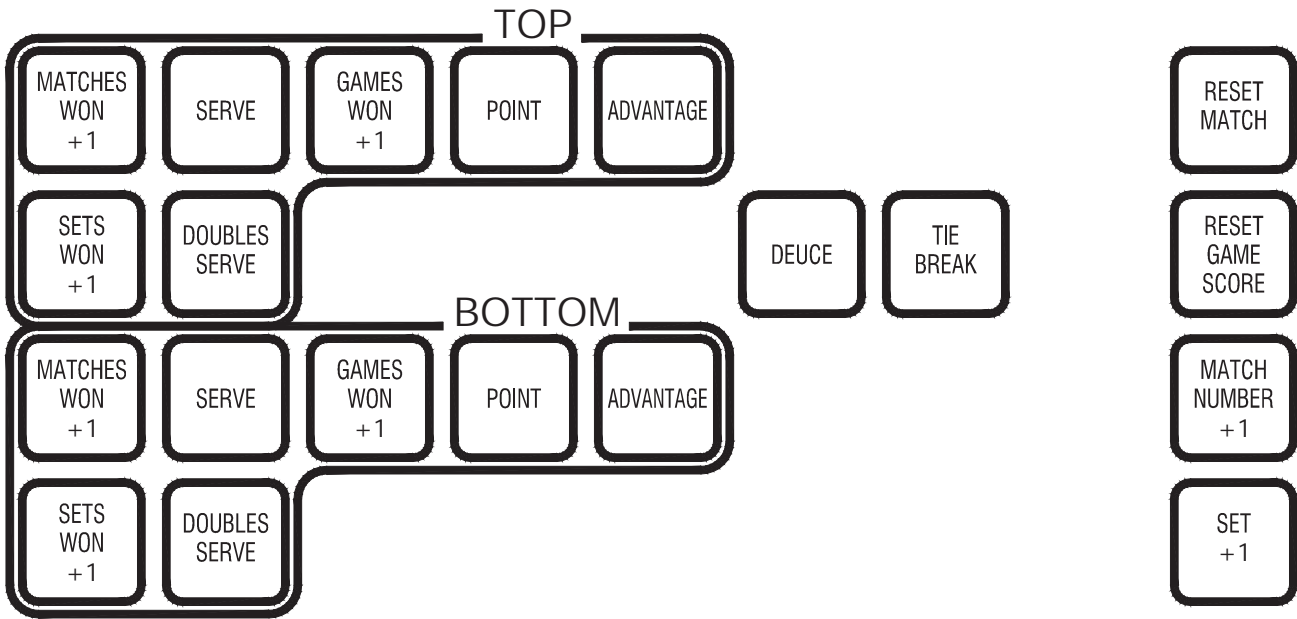 TOP
MATCHES
WON
+1
SERVE
GAMES
WON
+1
POINT
ADVANTAGE
SETS
WON
+1
DOUBLES
SERVE
BOTTOM
MATCHES
WON
+1
SERVE
GAMES
WON
+1
POINT
ADVANTAGE
SETS
WON
+1
DOUBLES
SERVE
DEUCE
TIE
BREAK
RESET
MATCH
RESET
GAME
SCORE
MATCH
NUMBER
+1
SET
+1